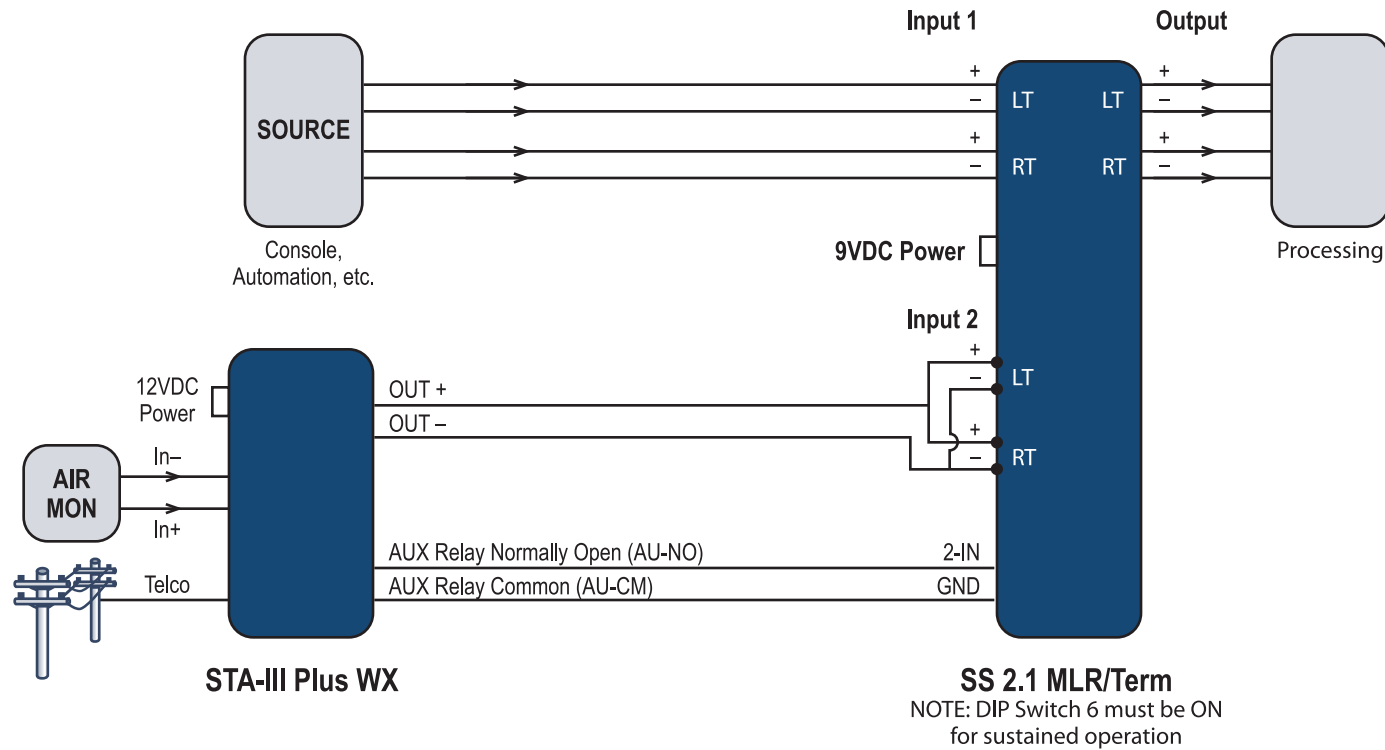 Input 1
Output
SOURCE
+
–
+
–
LT
RT
LT
RT
+
–
+
–
Console,
Automation, etc.
9VDC Power
Processing
Input 2
+
–
+
–
LT
RT
12VDC
Power
OUT +
OUT –
AIR
MON
In–
In+
Telco
AUX Relay Normally Open (AU-NO)
2-IN
AUX Relay Common (AU-CM)
GND
STA-III Plus WX
SS 2.1 MLR/Term
NOTE: DIP Switch 6 must be ON
for sustained operation